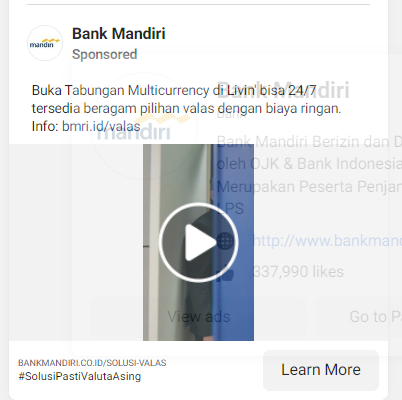 Bank Mandiri
Sponsored
mandiri
Buka Tabungan Multicurrency di Livin' bisa 24/7
tersedia beragam pilihan valas dengan biaya ringan.
Info: bmri.id/valas
mandiri
Bank Mandiri
Bank
Bank Mandiri Berizin dan D
oleh OJK & Bank Indonesia
Merupakan Peserta Penjam
LPS
http://www.bankmand
337,990 likes
View ads
Go to P
BANKMANDIRI.CO.ID/SOLUSI-VALAS
#SolusiPastiValutaAsing
Learn More